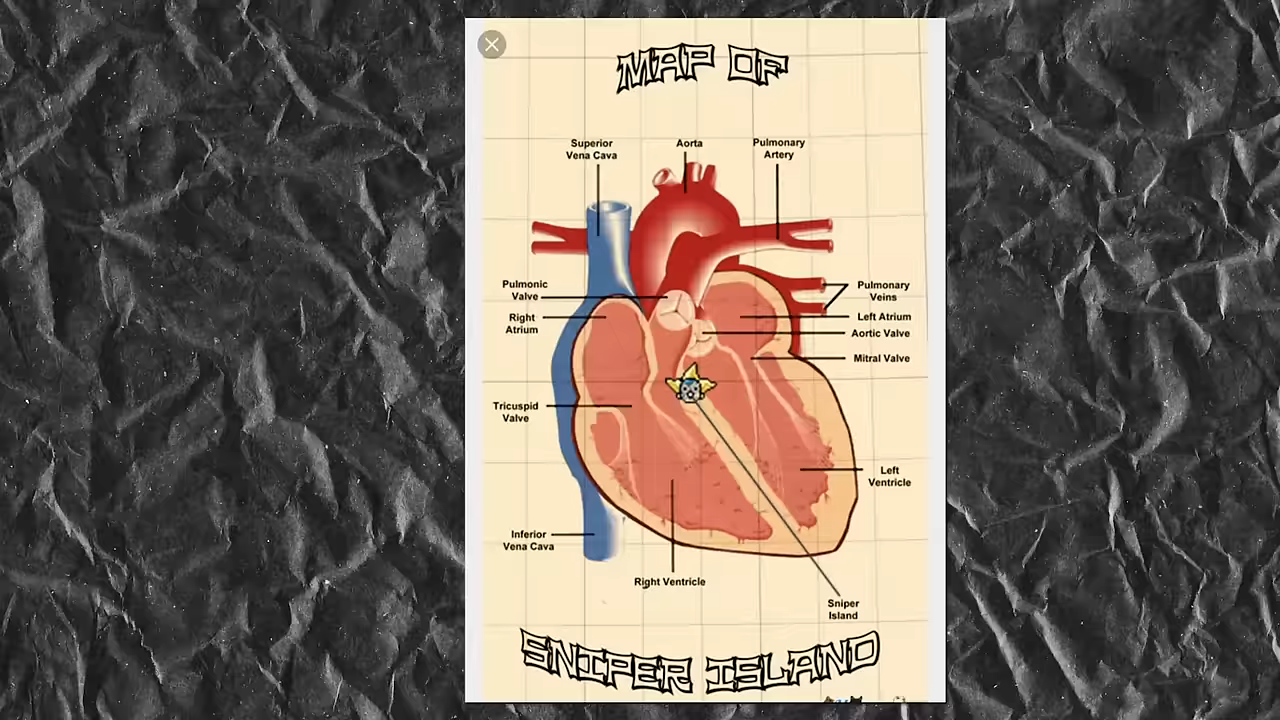 MAP OF
Superior
Vena Cava
Aorta
Pulmonary
Artery
Pulmonic
Valve
Right
Atrium
Pulmonary
Veins
Left Atrium
Aortic Valve
Mitral Valve
Tricuspid
Valve
Left
Ventricle
Inferior
Vena Cava
Right Ventricle
Sniper
Island
SNIPER ISLAND